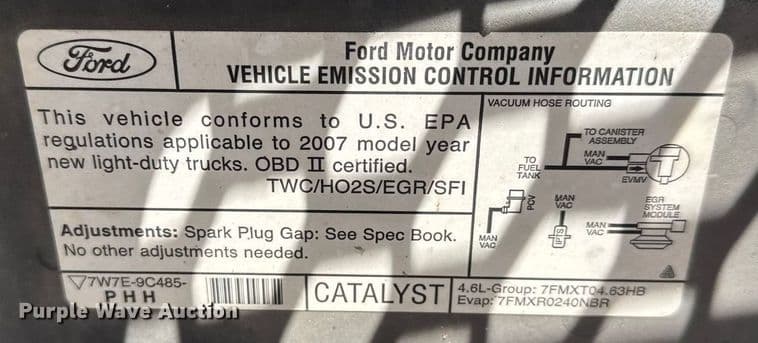 Ford
Ford Motor Company
VEHICLE EMISSION CONTROL INFORMATION
This vehicle conforms to U.S. EPA
regulations applicable to 2007 model year
new light-duty trucks. OBD II certified.
TWC/HO2S/EGR/SFI
Adjustments: Spark Plug Gap: See Spec Book.
No other adjustments needed.
VACUUM HOSE ROUTING
TO CANISTER
ASSEMBLY
MAN
VAC
TO
FUEL
TANK
EVMV
PCV
MAN
VAC
MAN
VAC
FTS
EGR
SYSTEM
MODULE
MAN
VAC
7W7E-9C485-
PHH
CATALYST
4.6L-Group: 7FMXT04.63HB
Evap: 7FMXR0240NBR
Purple Wave Auction